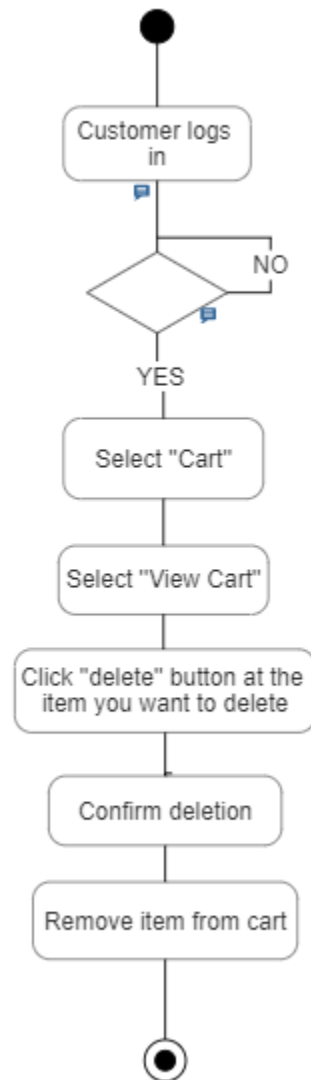 Customer logs
in
NO
YES
Select "Cart"
Select "View Cart"
Click "delete" button at the
item you want to delete
Confirm deletion
Remove item from cart